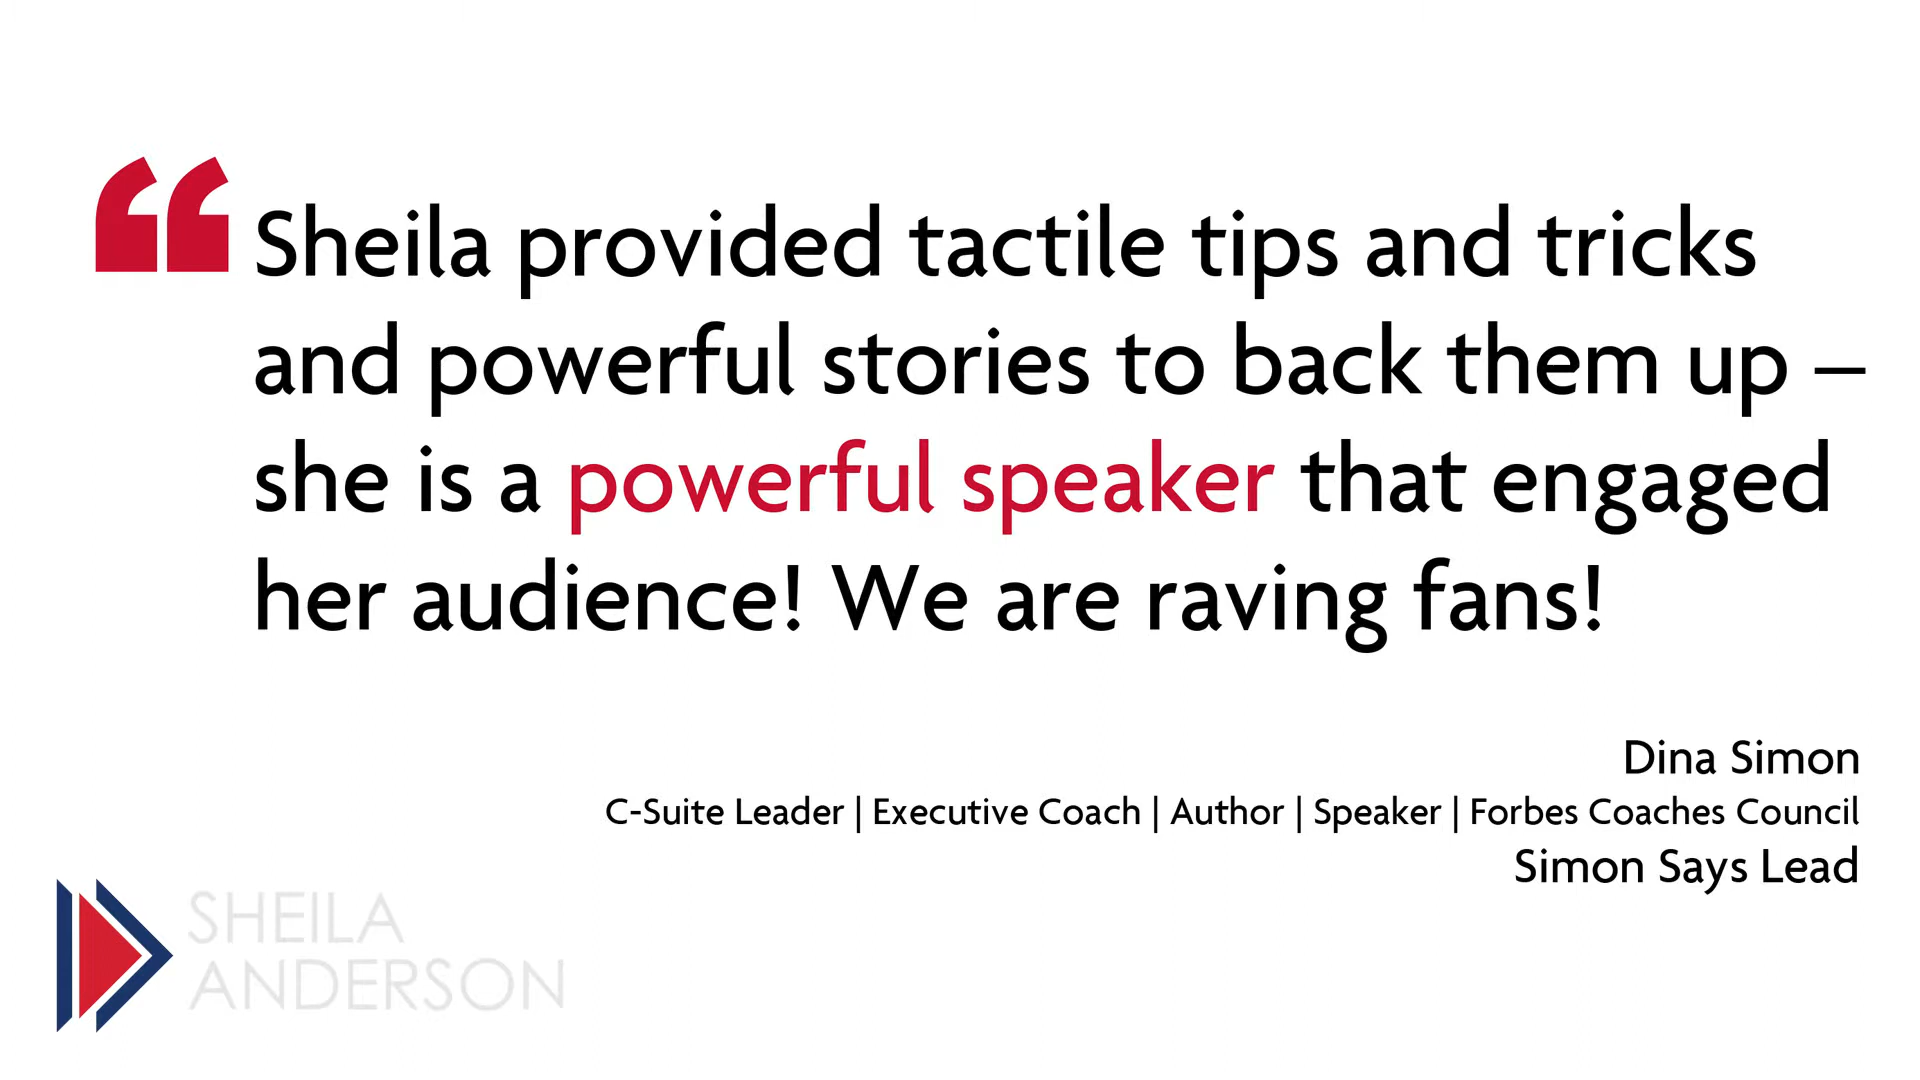 “Sheila provided tactile tips and tricks
and powerful stories to back them up –
she is a powerful speaker that engaged
her audience! We are raving fans!
Dina Simon
C-Suite Leader | Executive Coach | Author | Speaker | Forbes Coaches Council
Simon Says Lead
SHEILA
ANDERSON